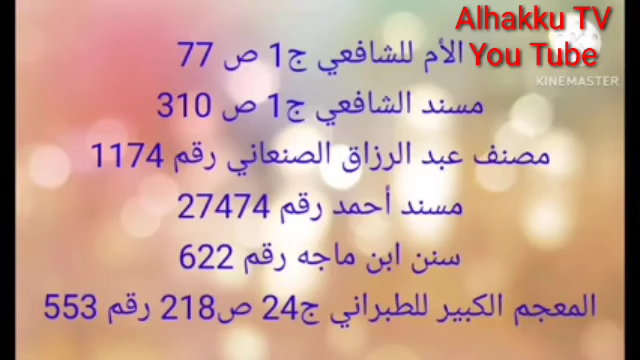 Alhakku TV
You Tube
KINEMASTER
الأم للشافعي ج1 ص 77
مسند الشافعي ج1 ص 310
مصنف عبد الرزاق الصنعاني رقم 1174
مسند أحمد رقم 27474
سنن ابن ماجه رقم 622
المعجم الكبير للطبراني ج24 ص218 رقم 553